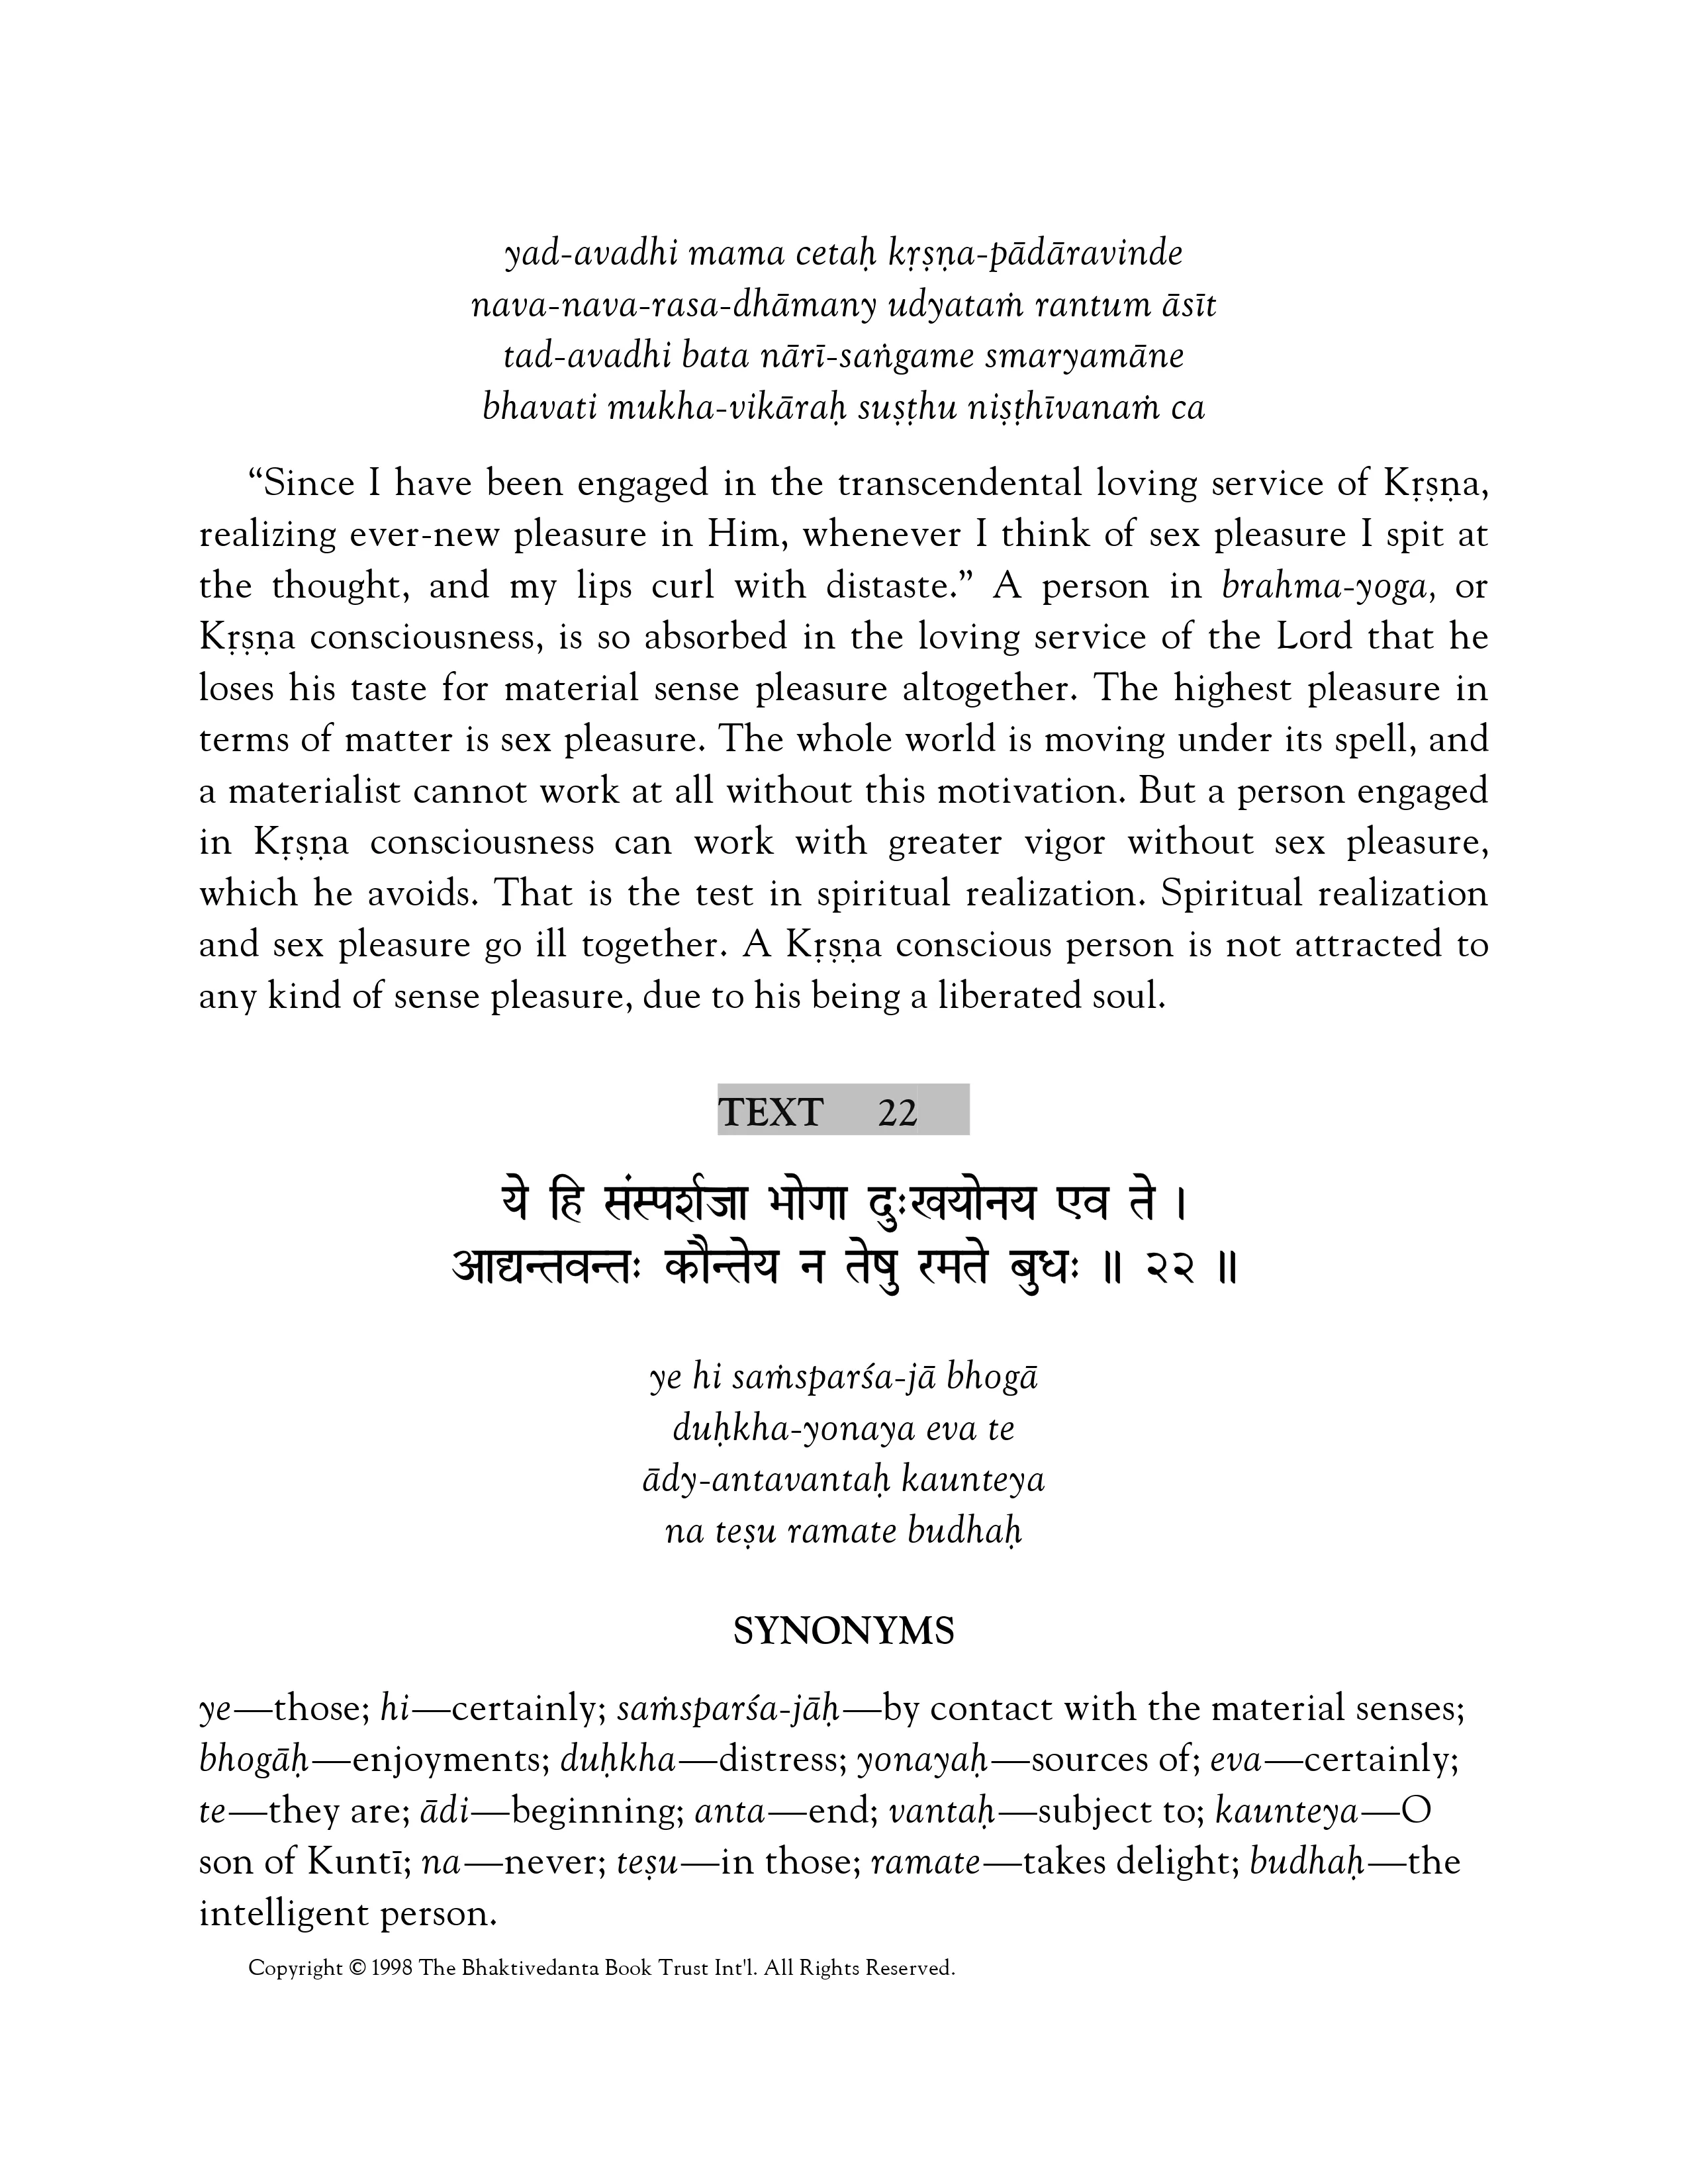 yad-avadhi mama cetaḥ kṛṣṇa-pādāravinde
nava-nava-rasa-dhāmany udyataṁ rantum āsīt
tad-avadhi bata nārī-saṅgame smaryamāne
bhavati mukha-vikāraḥ suṣṭhu niṣṭhīvanaṁ ca
“Since I have been engaged in the transcendental loving service of Kṛṣṇa,
realizing ever-new pleasure in Him, whenever I think of sex pleasure I spit at
the thought, and my lips curl with distaste.” A person in brahma-yoga, or
Kṛṣṇa consciousness, is so absorbed in the loving service of the Lord that he
loses his taste for material sense pleasure altogether. The highest pleasure in
terms of matter is sex pleasure. The whole world is moving under its spell, and
a materialist cannot work at all without this motivation. But a person engaged
in Kṛṣṇa consciousness can work with greater vigor without sex pleasure,
which he avoids. That is the test in spiritual realization. Spiritual realization
and sex pleasure go ill together. A Kṛṣṇa conscious person is not attracted to
any kind of sense pleasure, due to his being a liberated soul.
TEXT 22
ये हि संस्पर्शजा भोगा दुःखयोनय एव ते ।
आद्यन्तवन्तः कौन्तेय न तेषु रमते बुधः ॥ २२ ॥
ye hi saṁsparśa-jā bhogā
duḥkha-yonaya eva te
ādy-antavantaḥ kaunteya
na teṣu ramate budhaḥ
SYNONYMS
ye—those; hi—certainly; saṁsparśa-jāḥ—by contact with the material senses;
bhogāḥ—enjoyments; duḥkha—distress; yonayaḥ—sources of; eva—certainly;
te—they are; ādi—beginning; anta—end; vantaḥ—subject to; kaunteya—O
son of Kuntī; na—never; teṣu—in those; ramate—takes delight; budhaḥ—the
intelligent person.
Copyright © 1998 The Bhaktivedanta Book Trust Int'l. All Rights Reserved.